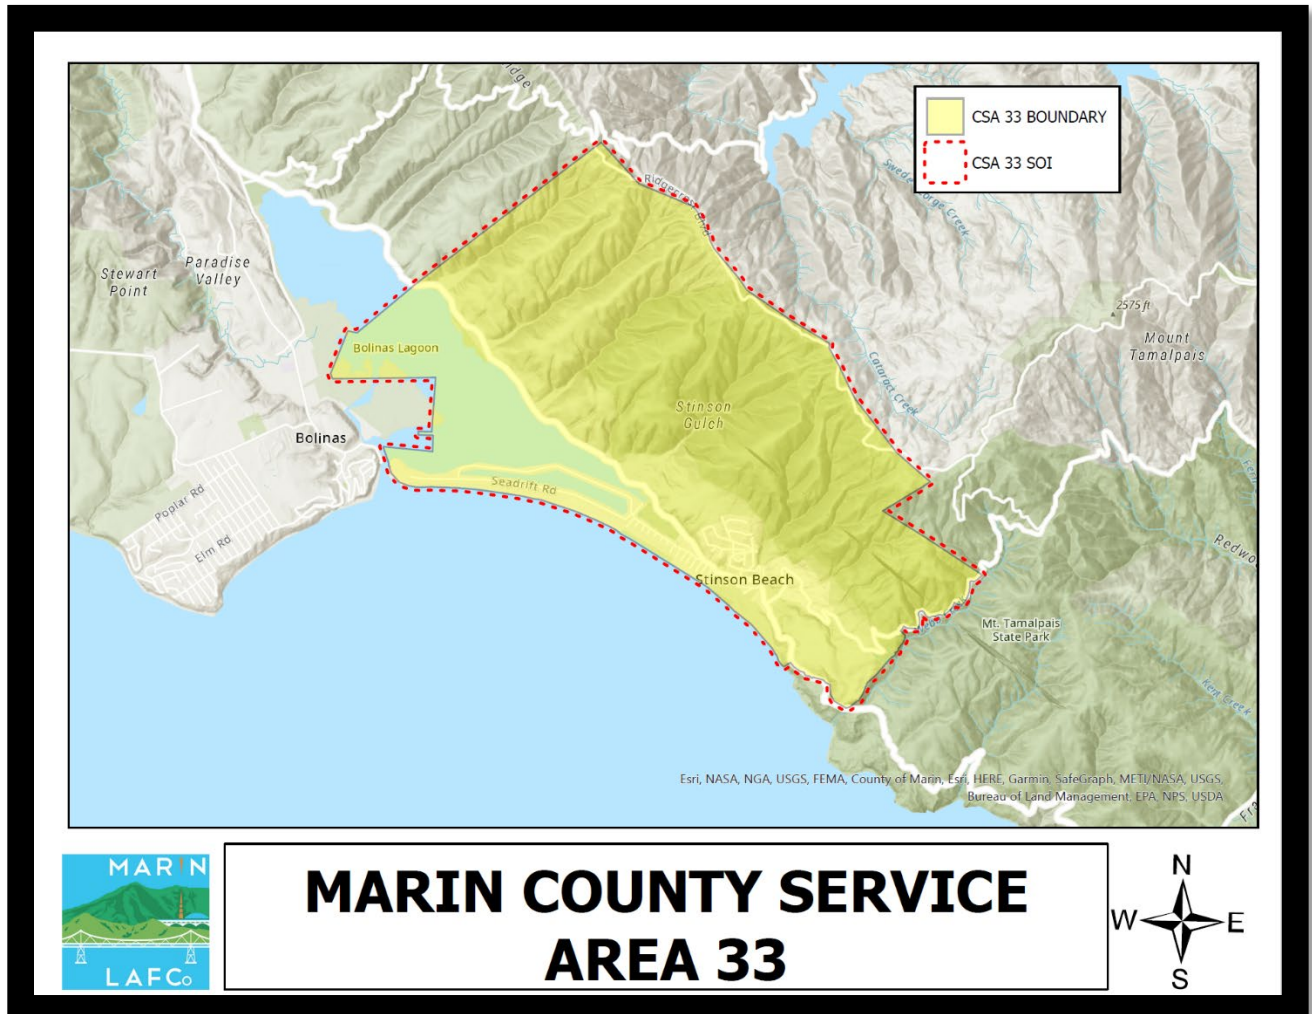 CSA 33 BOUNDARY
CSA 33 SOI
Swede George Creek
Paradise
Valley
Stewart
Point
2575 ft
Mount
Tamalpais
Bolinas Lagoon
Cataract Creek
Stinson
Gulch
Bolinas
Seadrift Rd
Poplar Rd
Elm Rd
Stinson Beach
Mt. Tamalpais
State Park
Kent Creek
Esri, NASA, NGA, USGS, FEMA, County of Marin, Esri, HERE, Garmin, SafeGraph, METI/NASA, USGS,
Bureau of Land Management, EPA, NPS, USDA
MARIN
LAFCo
MARIN COUNTY SERVICE
AREA 33
N
W
E
S